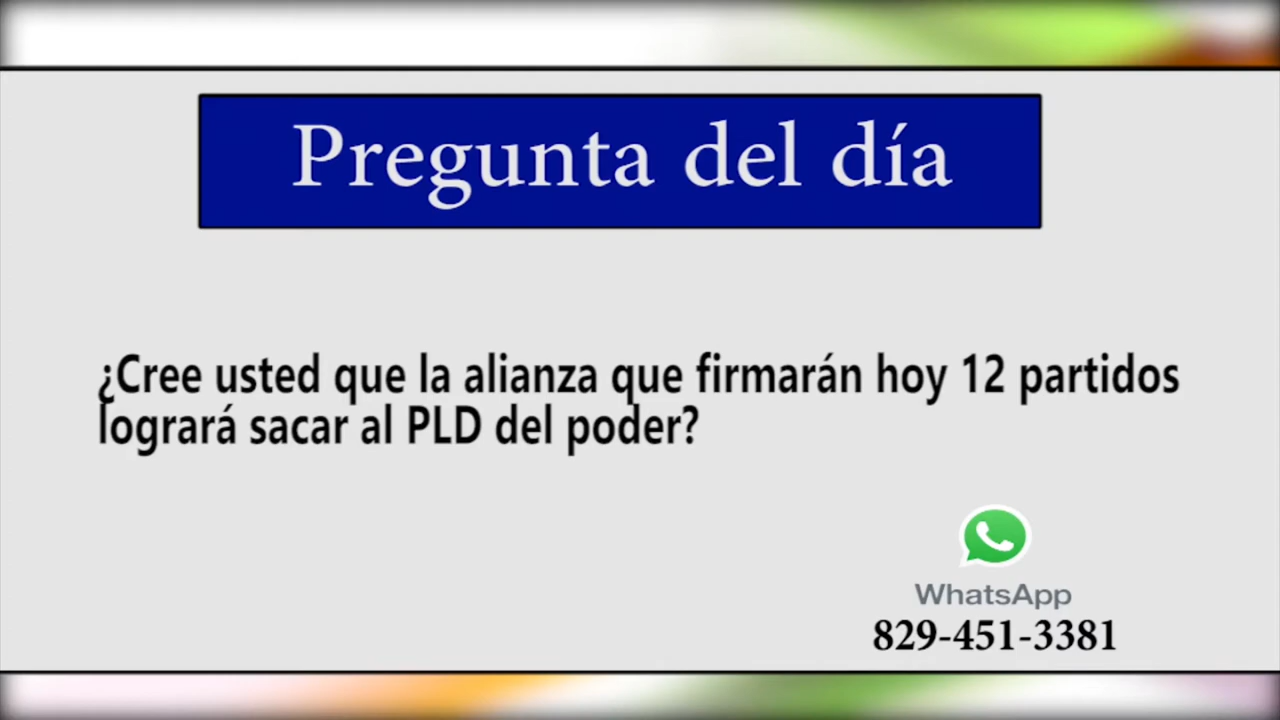 Pregunta del día
¿Cree usted que la alianza que firmarán hoy 12 partidos
logrará sacar al PLD del poder?
WhatsApp
829-451-3381